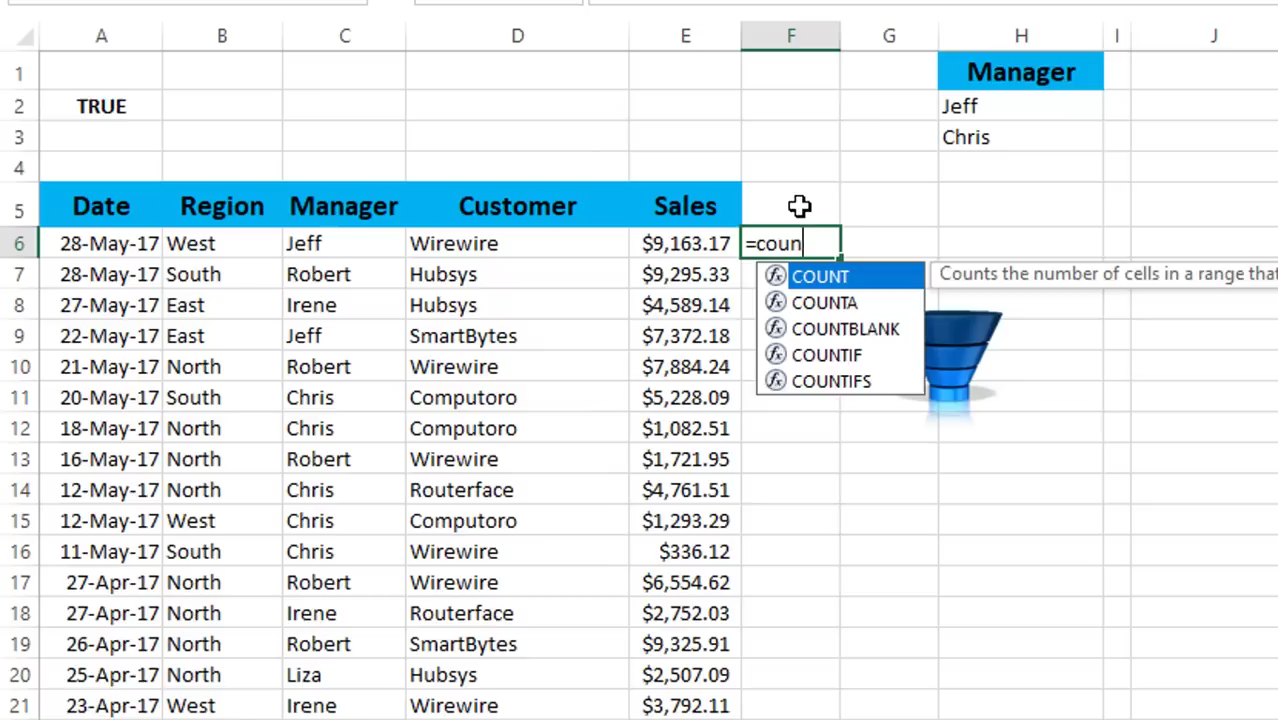 A B C D E F G H I J
1 Manager
2 TRUE Jeff
3 Chris
4
5 Date Region Manager Customer Sales
6 28-May-17 West Jeff Wirewire $9,163.17 =coun
7 28-May-17 South Robert Hubsys $9,295.33 COUNT Counts the number of cells in a range that
8 27-May-17 East Irene Hubsys $4,589.14 COUNTA
9 22-May-17 East Jeff SmartBytes $7,372.18 COUNTBLANK
10 21-May-17 North Robert Wirewire $7,884.24 COUNTIF
11 20-May-17 South Chris Computoro $5,228.09 COUNTIFS
12 18-May-17 North Chris Computoro $1,082.51
13 16-May-17 North Robert Wirewire $1,721.95
14 12-May-17 North Chris Routerface $4,761.51
15 12-May-17 West Chris Computoro $1,293.29
16 11-May-17 South Chris Wirewire $336.12
17 27-Apr-17 North Robert Wirewire $6,554.62
18 27-Apr-17 North Irene Routerface $2,752.03
19 26-Apr-17 North Robert SmartBytes $9,325.91
20 25-Apr-17 North Liza Hubsys $2,507.09
21 23-Apr-17 West Irene Wirewire $3,792.11